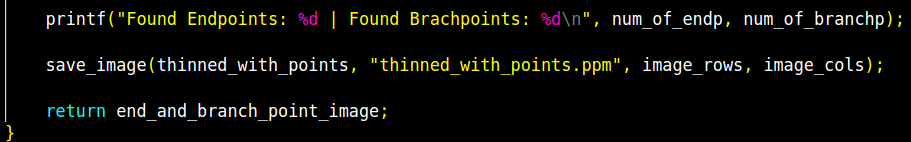 printf("Found Endpoints: %d | Found Brachpoints: %d\n", num_of_endp, num_of_branchp);
save_image(thinned_with_points, "thinned_with_points.ppm", image_rows, image_cols);
return end_and_branch_point_image;
}